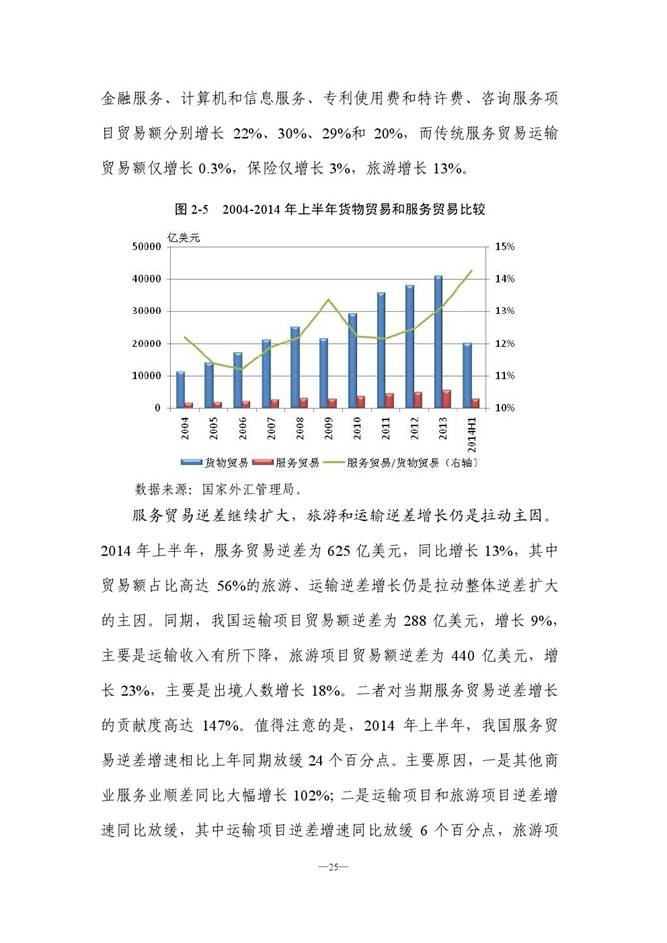 金融服务、计算机和信息服务、专利使用费和特许费、咨询服务项
目贸易额分别增长 22%、30%、29%和 20%，而传统服务贸易运输
贸易额仅增长 0.3%，保险仅增长 3%，旅游增长 13%。
图 2-5 2004-2014 年上半年货物贸易和服务贸易比较
亿美元
50000
40000
30000
20000
10000
0
15%
14%
13%
12%
11%
10%
2004
2005
2006
2007
2008
2009
2010
2011
2012
2013
2014H1
货物贸易 服务贸易 服务贸易/货物贸易（右轴）
数据来源：国家外汇管理局。
服务贸易逆差继续扩大，旅游和运输逆差增长仍是拉动主因。
2014 年上半年，服务贸易逆差为 625 亿美元，同比增长 13%，其中
贸易额占比高达 56%的旅游、运输逆差增长仍是拉动整体逆差扩大
的主因。同期，我国运输项目贸易额逆差为 288 亿美元，增长 9%，
主要是运输收入有所下降，旅游项目贸易额逆差为 440 亿美元，增
长 23%，主要是出境人数增长 18%。二者对当期服务贸易逆差增长
的贡献度高达 147%。值得注意的是，2014 年上半年，我国服务贸
易逆差增速相比上年同期放缓 24 个百分点。主要原因，一是其他商
业服务业顺差同比大幅增长 102%; 二是运输项目和旅游项目逆差增
速同比放缓，其中运输项目逆差增速同比放缓 6 个百分点，旅游项
—25—